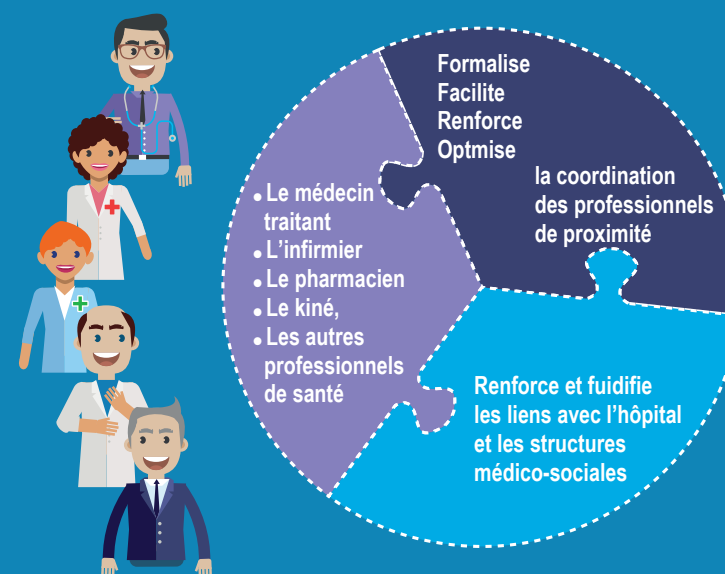 Formalise
Facilite
Renforce
Optmise
la coordination
des professionnels
de proximité
• Le médecin
traitant
• L'infirmier
• Le pharmacien
• Le kiné,
• Les autres
professionnels
de santé
Renforce et fuidifie
les liens avec l'hôpital
et les structures
médico-sociales